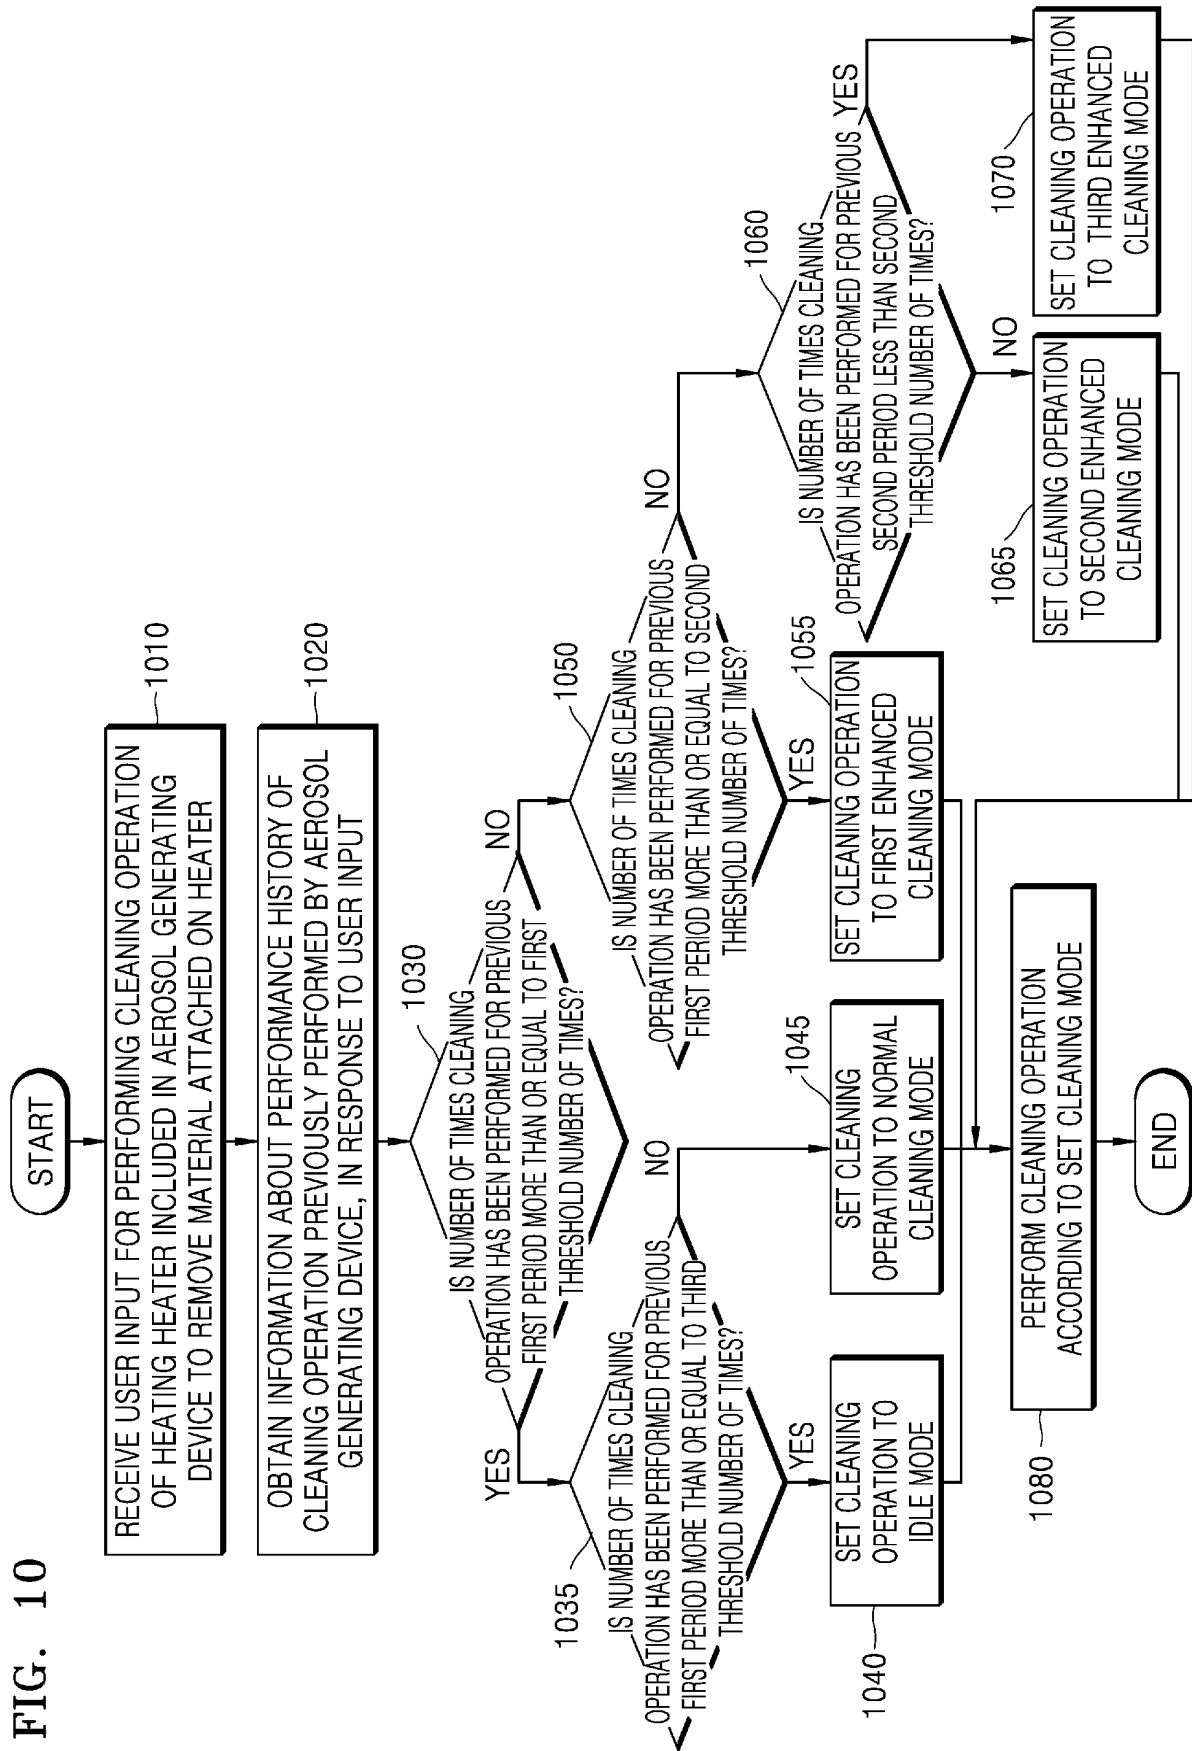 FIG. 10
START
RECEIVE USER INPUT FOR PERFORMING CLEANING OPERATION
OF HEATING HEATER INCLUDED IN AEROSOL GENERATING
DEVICE TO REMOVE MATERIAL ATTACHED ON HEATER
1010
OBTAIN INFORMATION ABOUT PERFORMANCE HISTORY OF
CLEANING OPERATION PREVIOUSLY PERFORMED BY AEROSOL
GENERATING DEVICE, IN RESPONSE TO USER INPUT
1020
1030
IS NUMBER OF TIMES CLEANING
OPERATION HAS BEEN PERFORMED FOR PREVIOUS
FIRST PERIOD MORE THAN OR EQUAL TO FIRST
THRESHOLD NUMBER OF TIMES?
YES
NO
1035
IS NUMBER OF TIMES CLEANING
OPERATION HAS BEEN PERFORMED FOR PREVIOUS
FIRST PERIOD MORE THAN OR EQUAL TO THIRD
THRESHOLD NUMBER OF TIMES?
NO
YES
1050
IS NUMBER OF TIMES CLEANING
OPERATION HAS BEEN PERFORMED FOR PREVIOUS
FIRST PERIOD MORE THAN OR EQUAL TO SECOND
THRESHOLD NUMBER OF TIMES?
NO
YES
1060
IS NUMBER OF TIMES CLEANING
OPERATION HAS BEEN PERFORMED FOR PREVIOUS
SECOND PERIOD LESS THAN SECOND
THRESHOLD NUMBER OF TIMES?
YES
NO
1040
SET CLEANING
OPERATION TO
IDLE MODE
1045
SET CLEANING
OPERATION TO NORMAL
CLEANING MODE
1055
SET CLEANING OPERATION
TO FIRST ENHANCED
CLEANING MODE
1065
SET CLEANING OPERATION
TO SECOND ENHANCED
CLEANING MODE
1070
SET CLEANING OPERATION
TO THIRD ENHANCED
CLEANING MODE
1080
PERFORM CLEANING OPERATION
ACCORDING TO SET CLEANING MODE
END